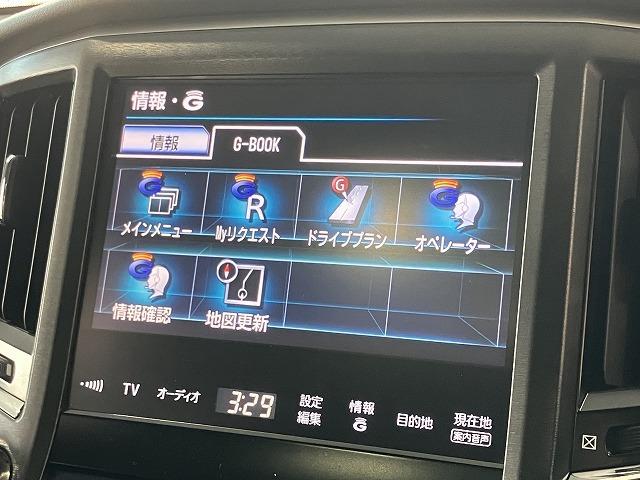 情報・G
情報
G-BOOK
メインメニュー
Myリクエスト
ドライブプラン
オペレーター
情報確認
地図更新
TV
オーディオ
3:29
設定
編集
情報
G
目的地
現在地
案内音声